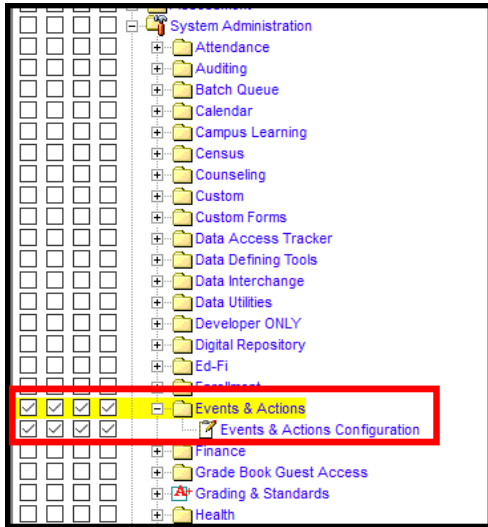 System Administration
Attendance
Auditing
Batch Queue
Calendar
Campus Learning
Census
Counseling
Custom
Custom Forms
Data Access Tracker
Data Defining Tools
Data Interchange
Data Utilities
Developer ONLY
Digital Repository
Ed-Fi
Enrollment
Events & Actions
Events & Actions Configuration
Finance
Grade Book Guest Access
A+ Grading & Standards
Health